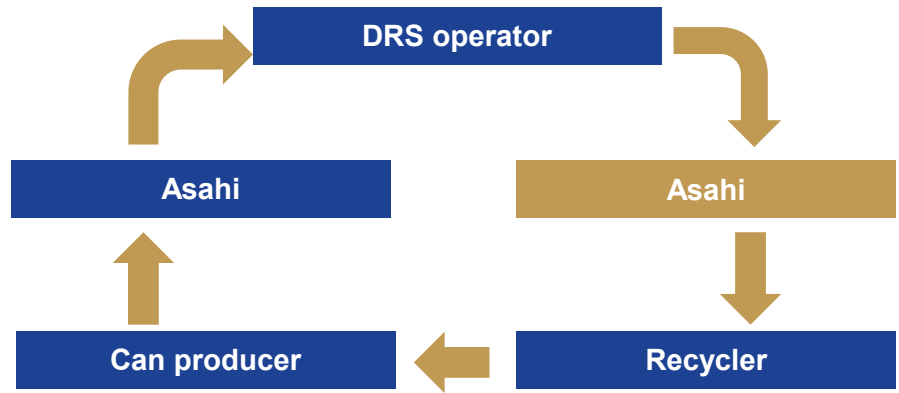 DRS operator
Asahi
Asahi
Can producer
Recycler